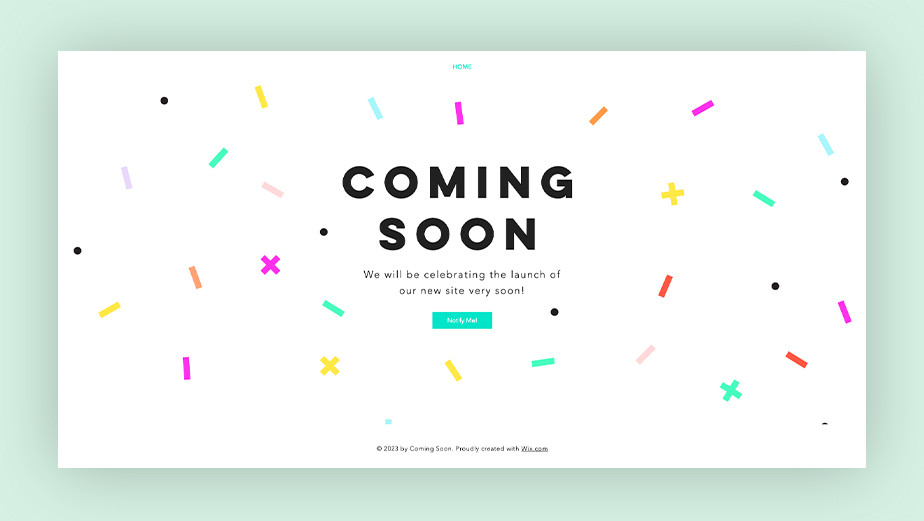 HOME
COMING
SOON
We will be celebrating the launch of
our new site very soon!
Notify Me!
© 2023 by Coming Soon. Proudly created with Wix.com